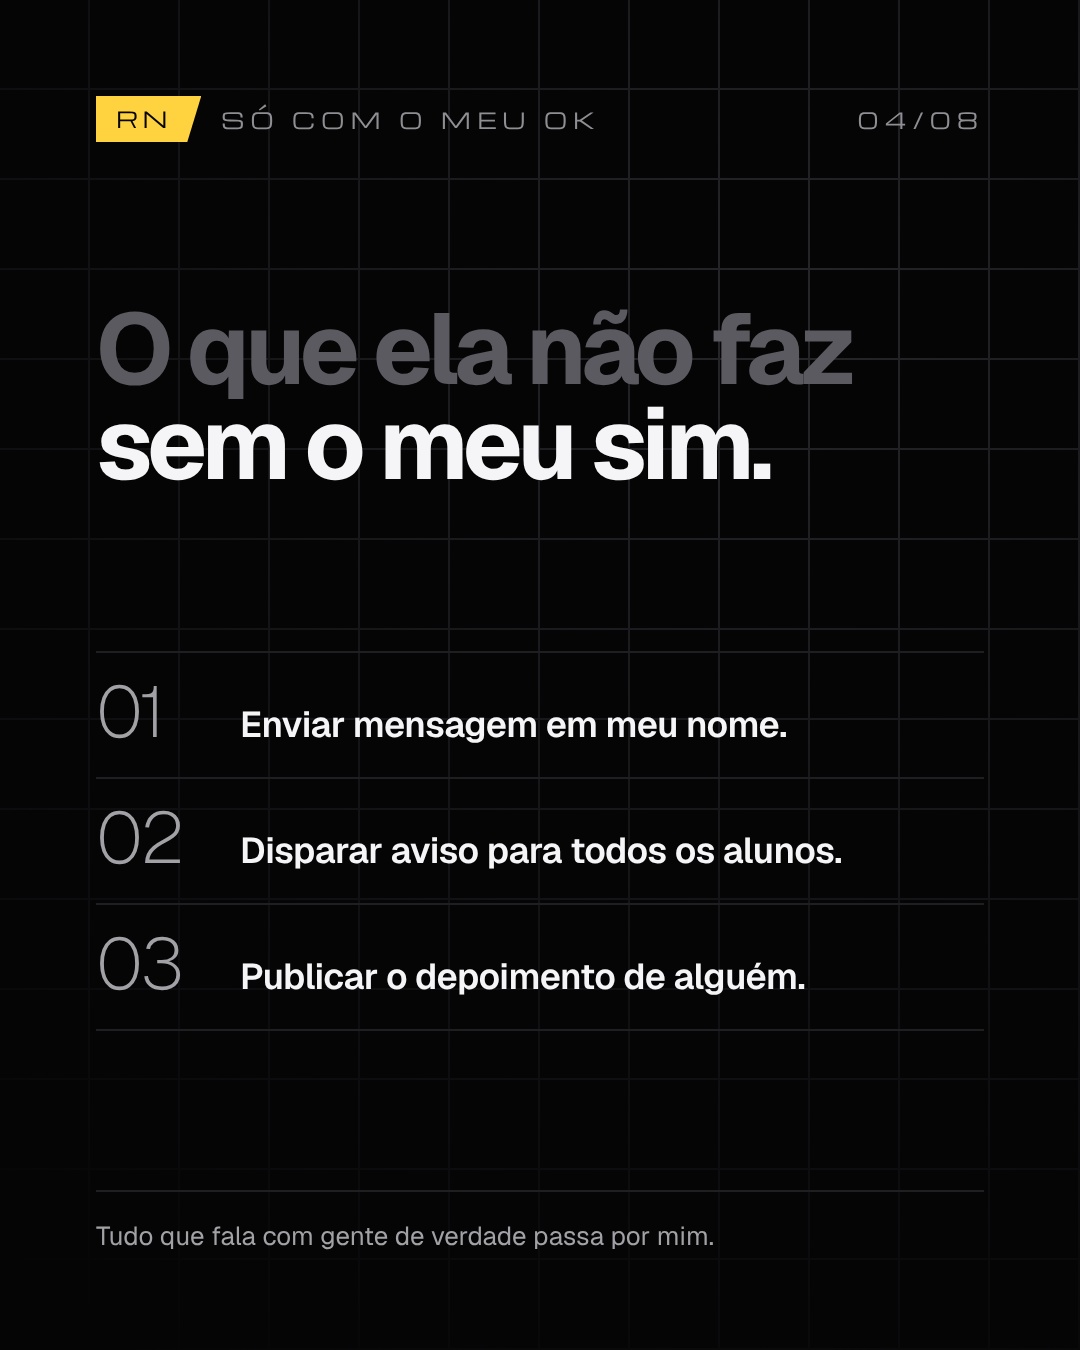 RN SÓ COM O MEU OK 04/08
O que ela não faz
sem o meu sim.
01 Enviar mensagem em meu nome.
02 Disparar aviso para todos os alunos.
03 Publicar o depoimento de alguém.
Tudo que fala com gente de verdade passa por mim.